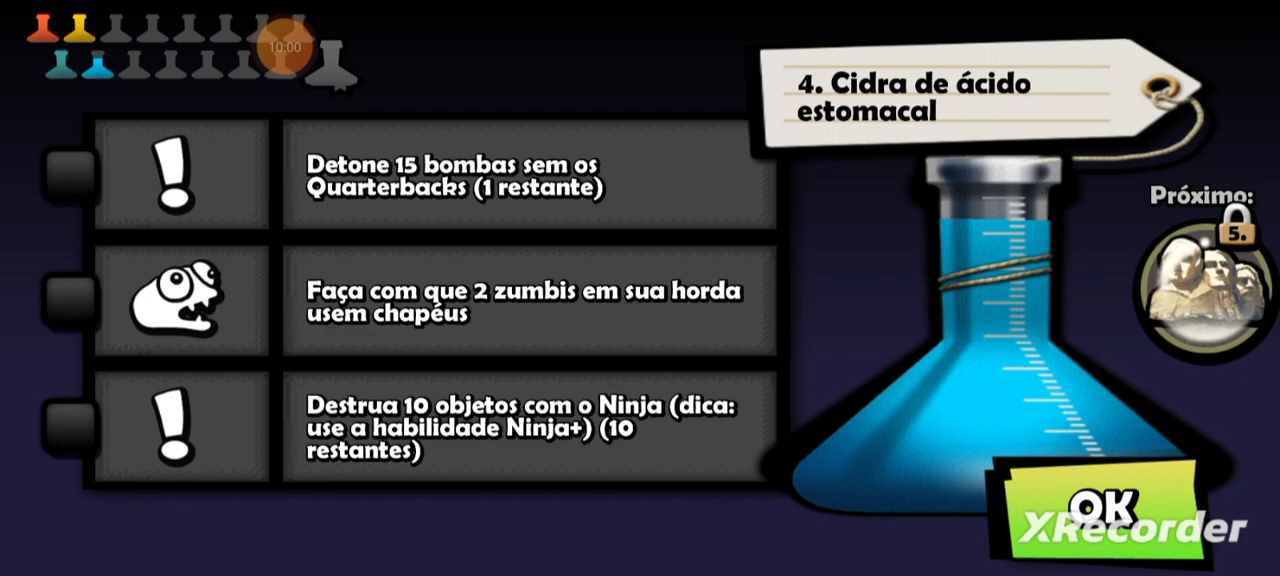 10:00
4. Cidra de ácido
estomacal
Detone 15 bombas sem os
Quarterbacks (1 restante)
Próximo:
5.
Faça com que 2 zumbis em sua horda
usem chapéus
Destrua 10 objetos com o Ninja (dica:
use a habilidade Ninja+) (10
restantes)
OK
XRecorder